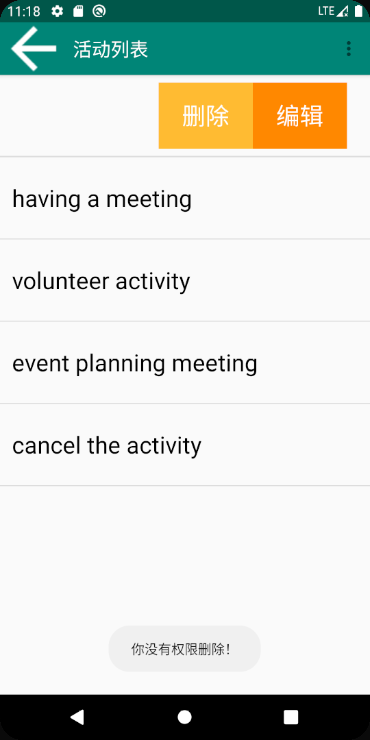 11:18 LTE
活动列表
删除 编辑
having a meeting
volunteer activity
event planning meeting
cancel the activity
你没有权限删除!